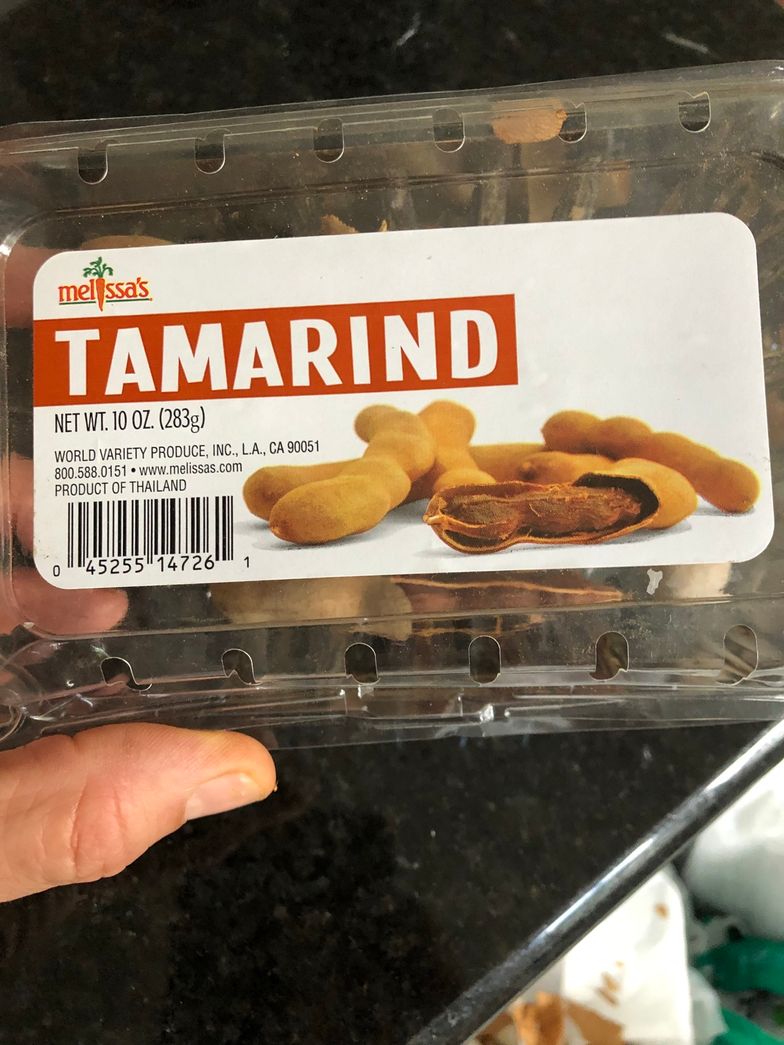 melissa's
TAMARIND
NET WT. 10 OZ. (283g)
WORLD VARIETY PRODUCE, INC., L.A., CA 90051
800.588.0151 • www.melissas.com
PRODUCT OF THAILAND
0 45255 14726 1